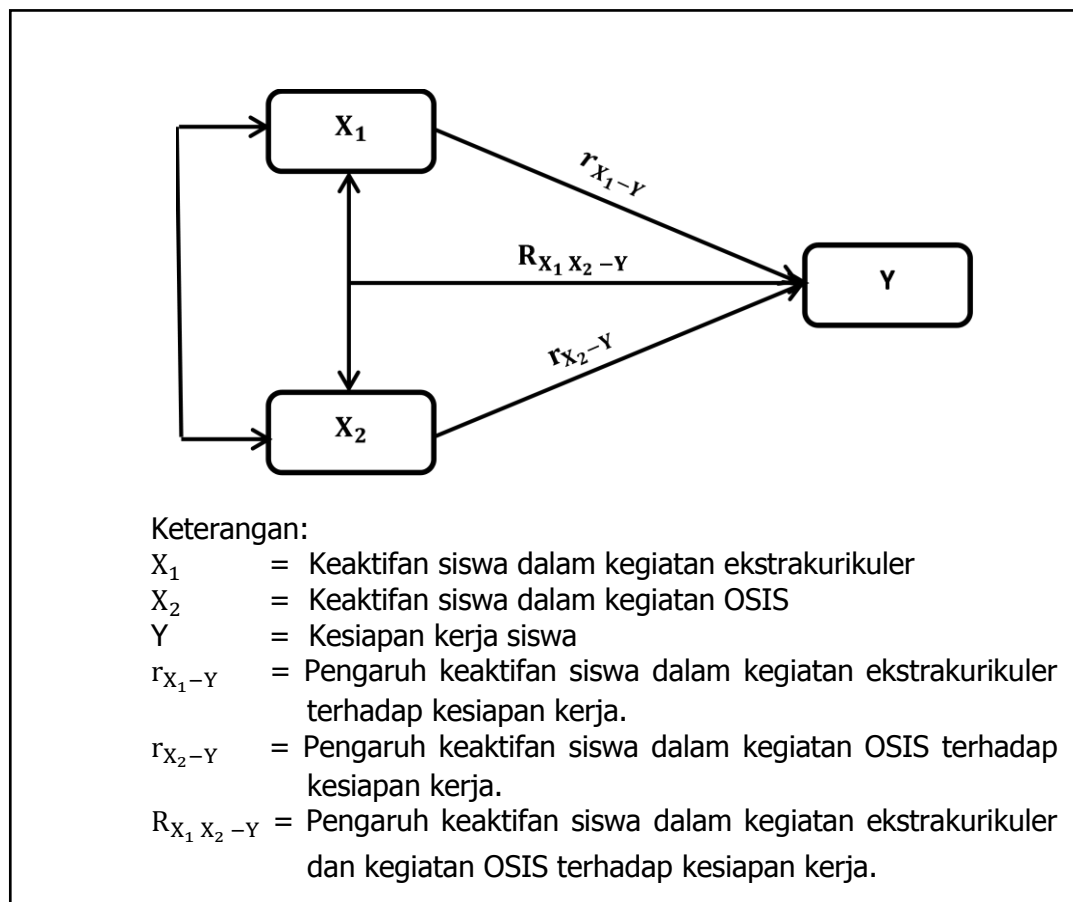 X₁
r_{X₁−Y}
R_{X₁ X₂ −Y}
Y
r_{X₂−Y}
X₂
Keterangan:
X₁ = Keaktifan siswa dalam kegiatan ekstrakurikuler
X₂ = Keaktifan siswa dalam kegiatan OSIS
Y = Kesiapan kerja siswa
r_{X₁−Y} = Pengaruh keaktifan siswa dalam kegiatan ekstrakurikuler
terhadap kesiapan kerja.
r_{X₂−Y} = Pengaruh keaktifan siswa dalam kegiatan OSIS terhadap
kesiapan kerja.
R_{X₁ X₂ −Y} = Pengaruh keaktifan siswa dalam kegiatan ekstrakurikuler
dan kegiatan OSIS terhadap kesiapan kerja.